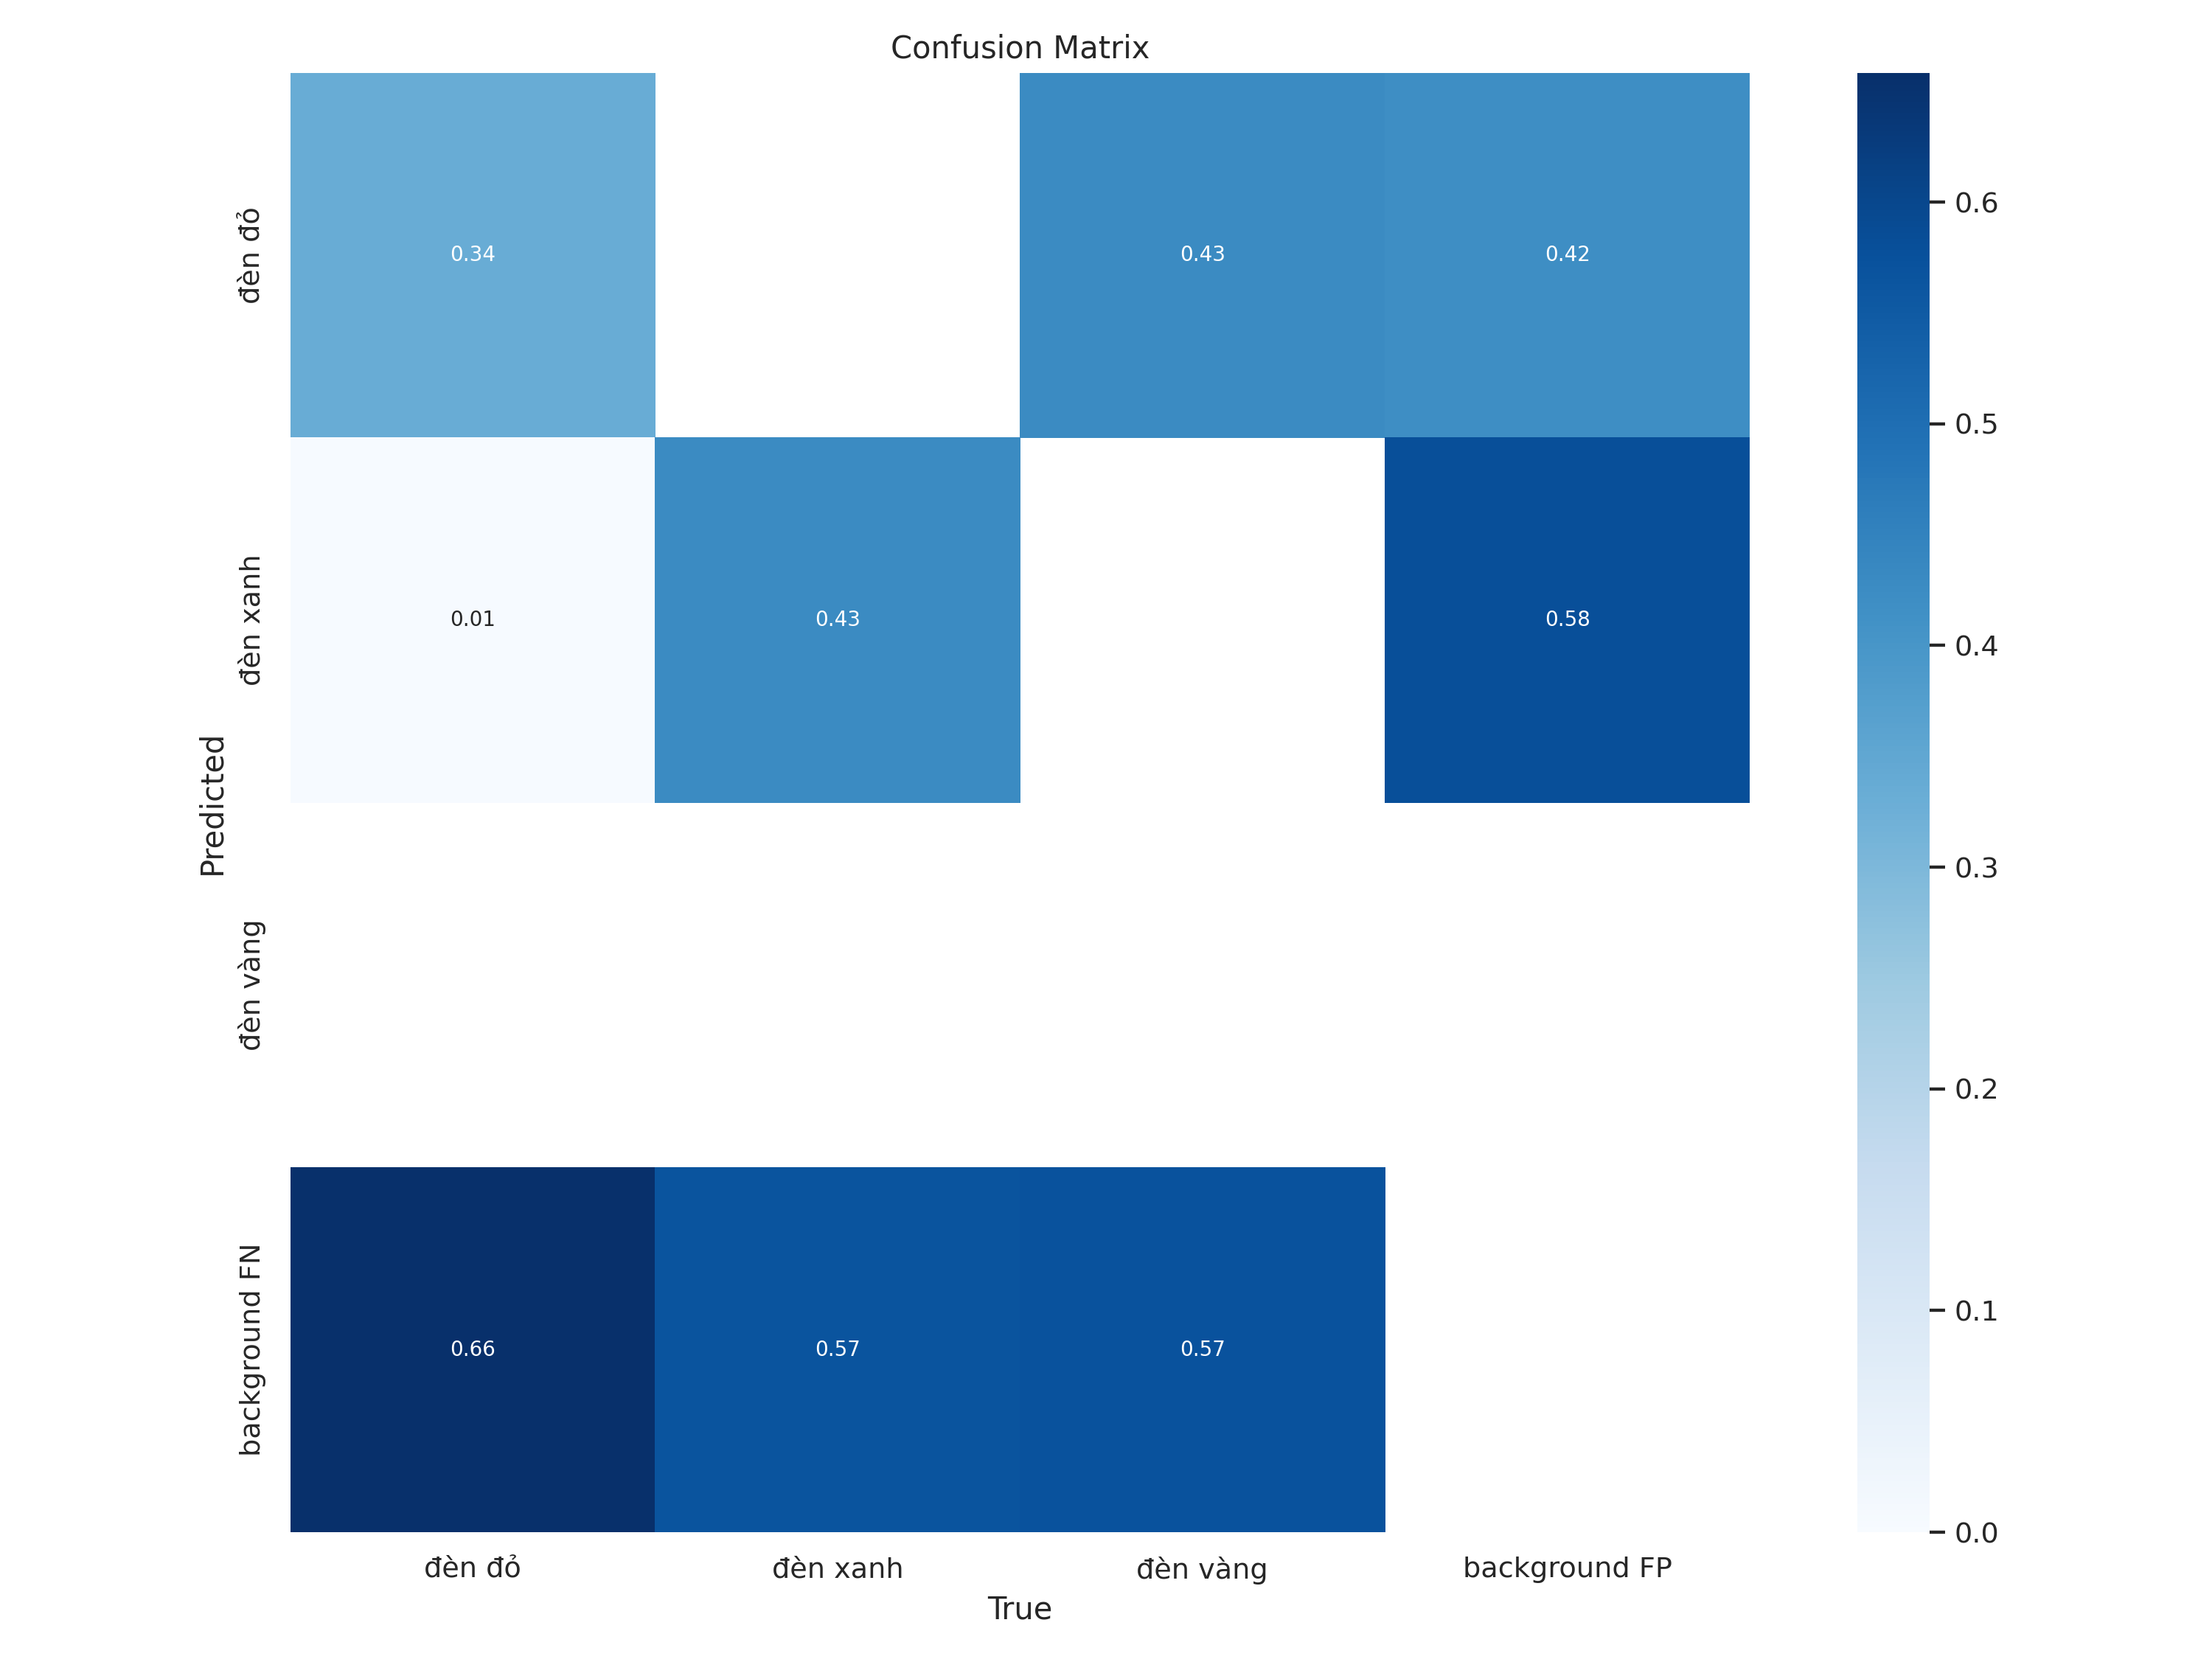 Confusion Matrix
đèn đỏ
0.34
0.43
0.42
đèn xanh
0.01
0.43
0.58
Predicted
đèn vàng
background FN
0.66
0.57
0.57
đèn đỏ
đèn xanh
đèn vàng
background FP
True
0.6
0.5
0.4
0.3
0.2
0.1
0.0